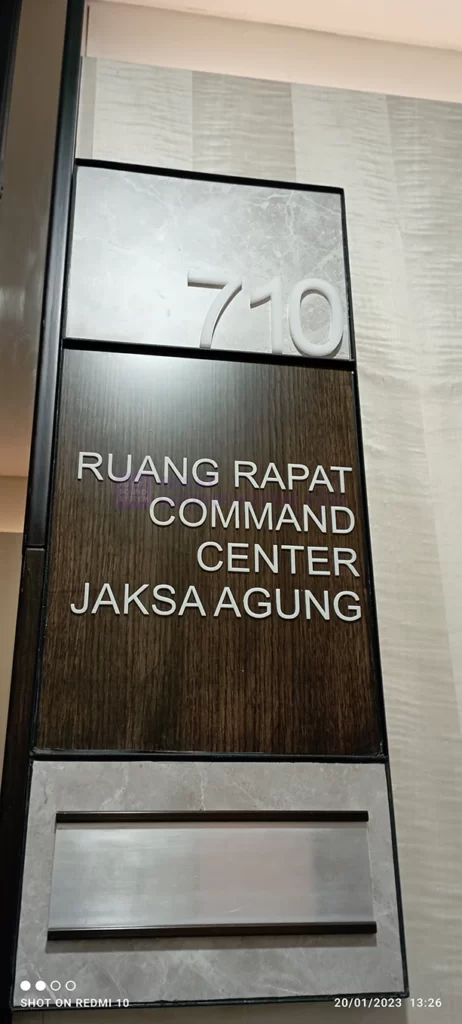 710
RUANG RAPAT
COMMAND
CENTER
JAKSA AGUNG
SHOT ON REDMI 10
20/01/2023 13:26